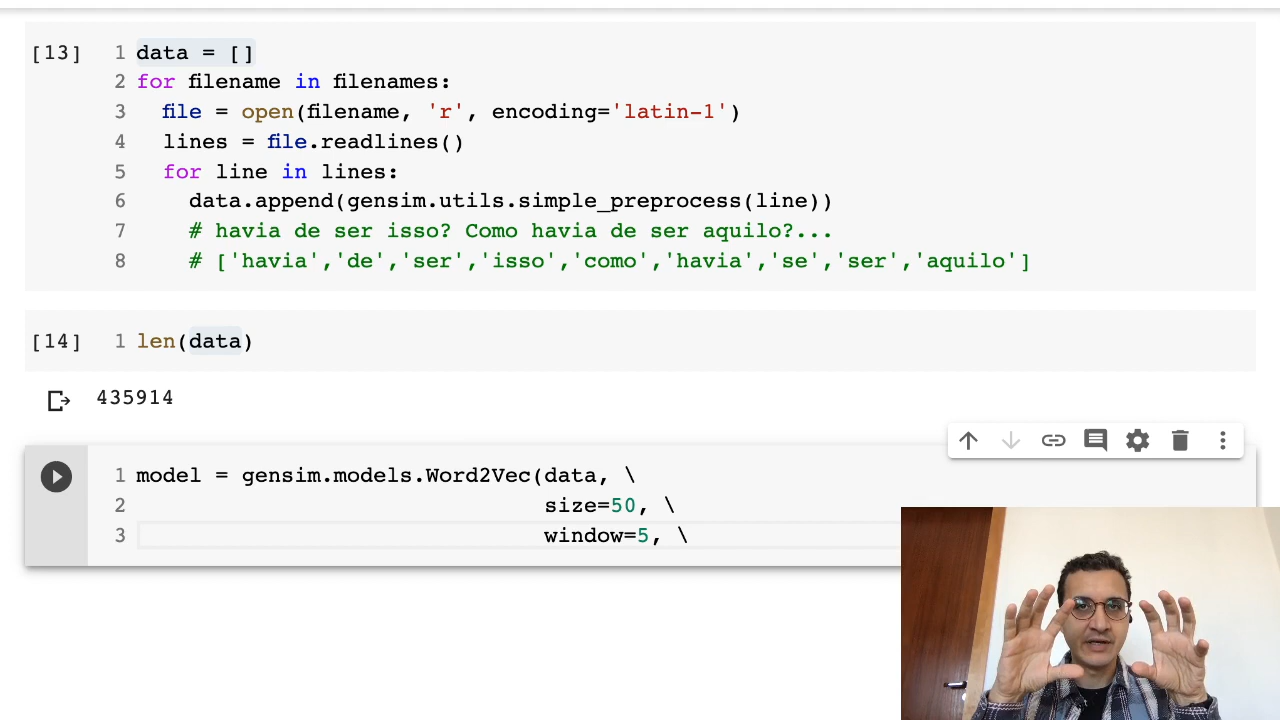 [13] 1 data = []
2 for filename in filenames:
3 file = open(filename, 'r', encoding='latin-1')
4 lines = file.readlines()
5 for line in lines:
6 data.append(gensim.utils.simple_preprocess(line))
7 # havia de ser isso? Como havia de ser aquilo?...
8 # ['havia','de','ser','isso','como','havia','se','ser','aquilo']
[14] 1 len(data)
435914
1 model = gensim.models.Word2Vec(data, \
2 size=50, \
3 window=5, \